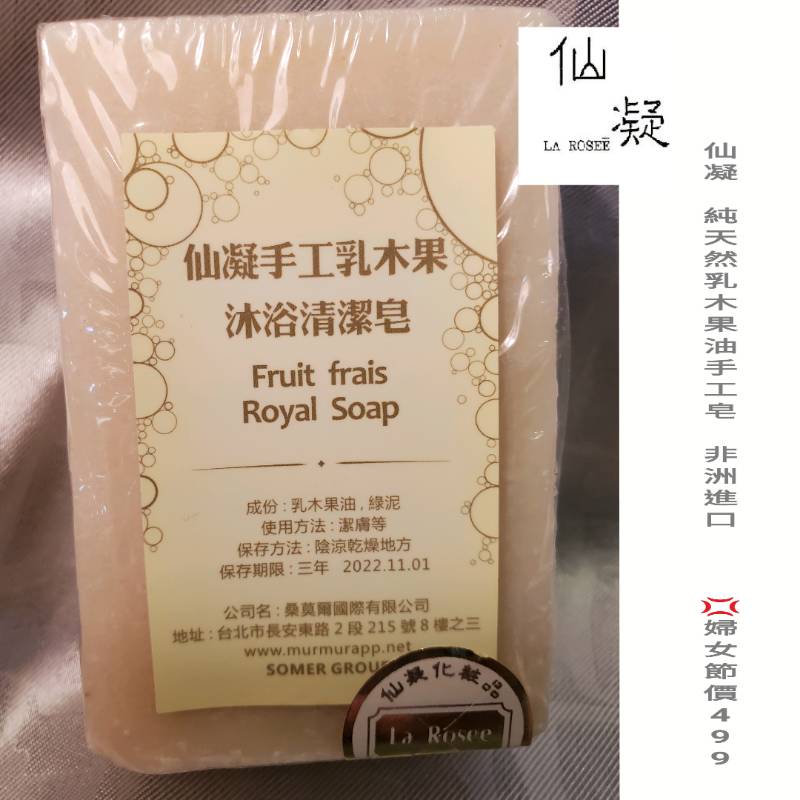 仙凝手工乳木果
沐浴清潔皂
Fruit frais
Royal Soap
成份 : 乳木果油 , 綠泥
使用方法 : 潔膚等
保存方法 : 陰涼乾燥地方
保存期限 : 三年 2022.11.01
公司名 : 桑莫爾國際有限公司
地址 : 台北市長安東路 2 段 215 號 8 樓之三
www.murmurapp.net
SOMER GROUP
仙凝化粧品
La Rosee
仙凝
LA ROSEĒ
仙凝 純天然乳木果油手工皂 非洲進口 💢婦女節價499